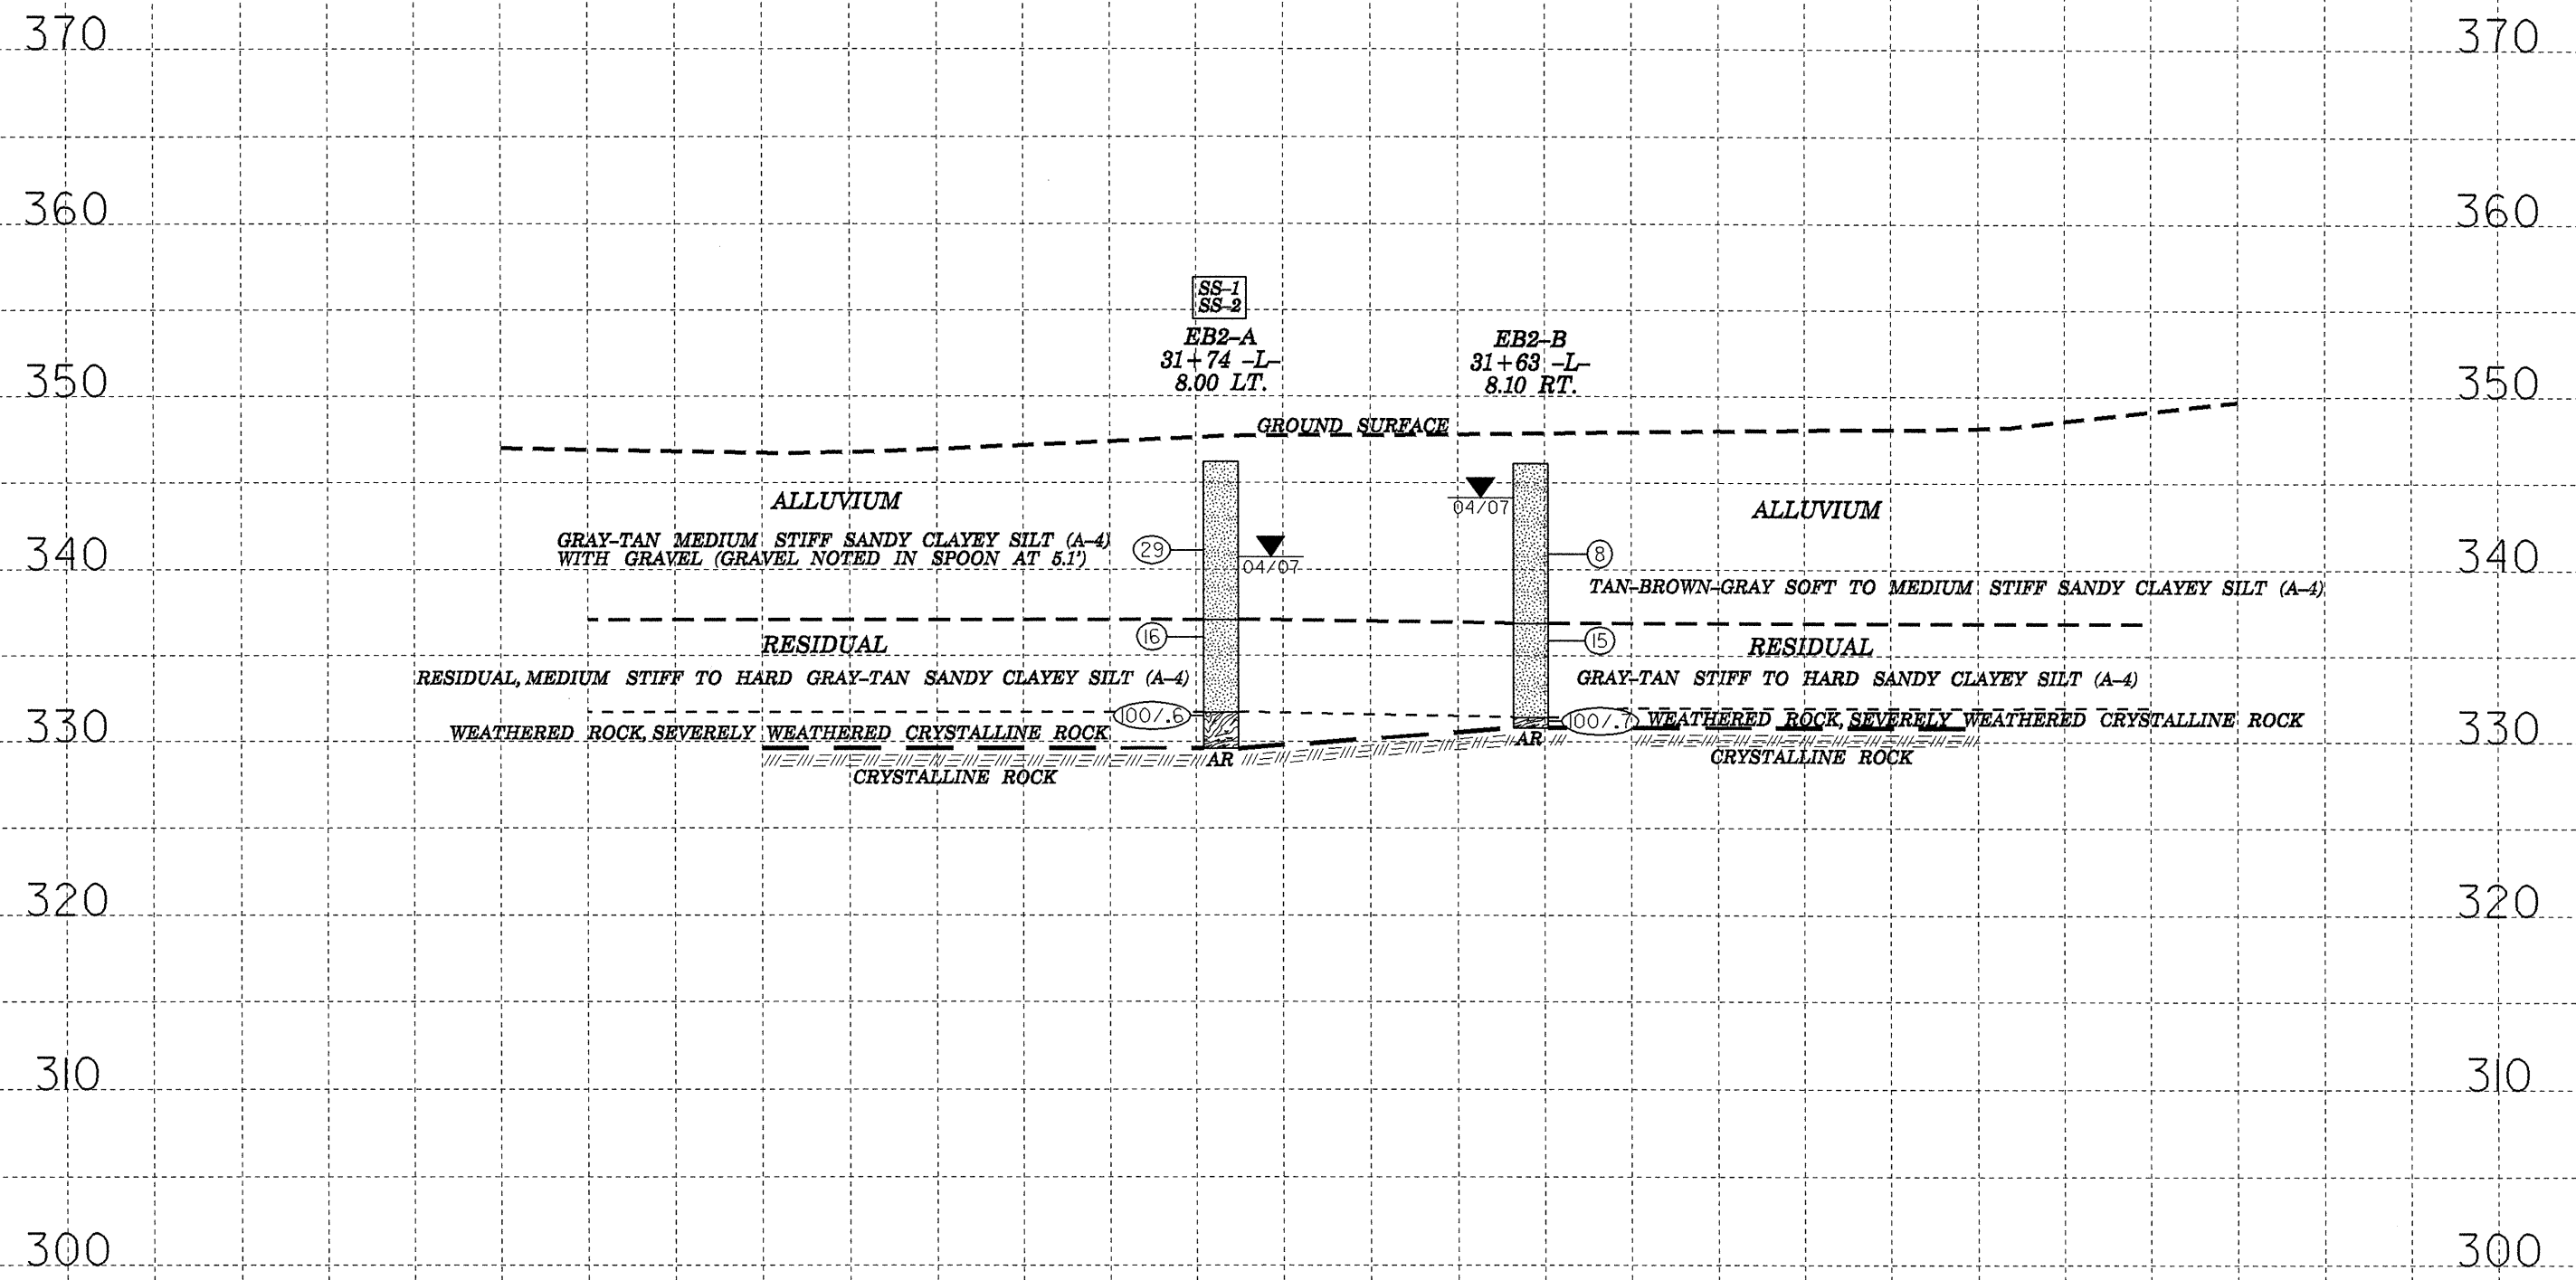 370 370
360 360
SS-1
SS-2
EB2-A
31+74 -L-
8.00 LT.
EB2-B
31+63 -L-
8.10 RT.
350 350
GROUND SURFACE
ALLUVIUM
GRAY-TAN MEDIUM STIFF SANDY CLAYEY SILT (A-4)
WITH GRAVEL (GRAVEL NOTED IN SPOON AT 5.1')
29
04/07
04/07
ALLUVIUM
8
340 340
TAN-BROWN-GRAY SOFT TO MEDIUM STIFF SANDY CLAYEY SILT (A-4)
16
15
RESIDUAL
RESIDUAL, MEDIUM STIFF TO HARD GRAY-TAN SANDY CLAYEY SILT (A-4)
RESIDUAL
GRAY-TAN STIFF TO HARD SANDY CLAYEY SILT (A-4)
100/.6
100/.7
330 330
WEATHERED ROCK, SEVERELY WEATHERED CRYSTALLINE ROCK
WEATHERED ROCK, SEVERELY WEATHERED CRYSTALLINE ROCK
AR
AR
CRYSTALLINE ROCK
CRYSTALLINE ROCK
320 320
310 310
300 300